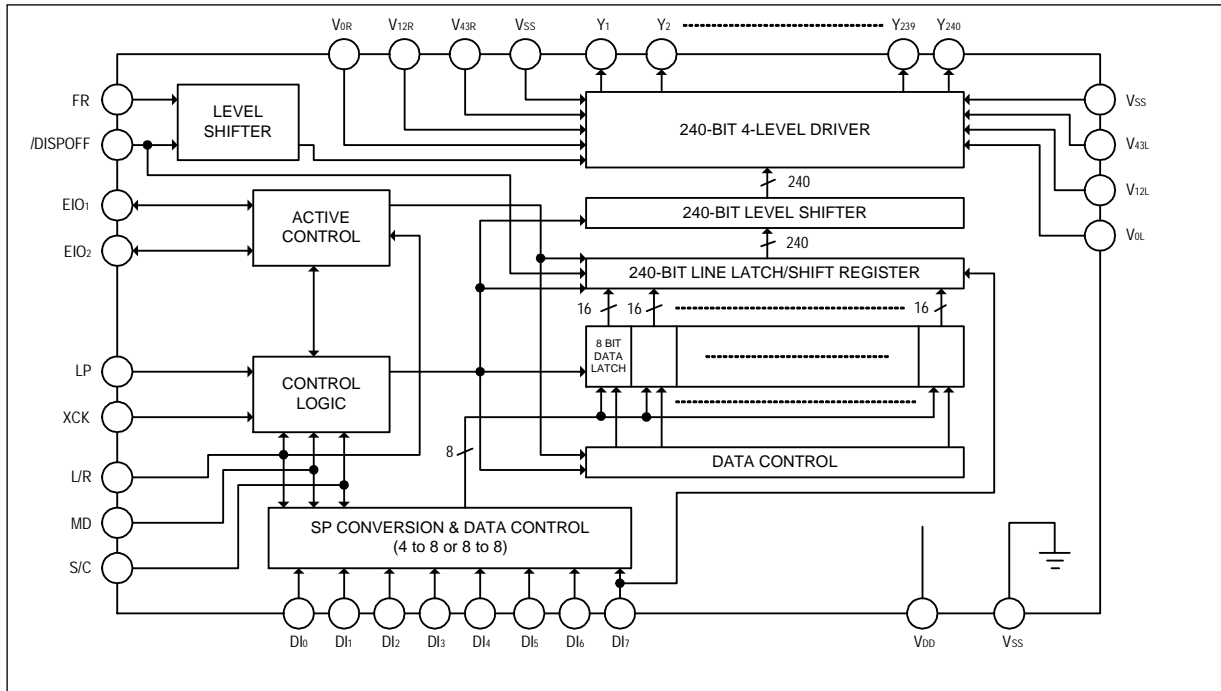 V0R V12R V43R VSS Y1 Y2 Y239 Y240
FR
/DISPOFF
LEVEL
SHIFTER
240-BIT 4-LEVEL DRIVER
VSS
V43L
V12L
V0L
240
EIO1
EIO2
ACTIVE
CONTROL
240-BIT LEVEL SHIFTER
240
240-BIT LINE LATCH/SHIFT REGISTER
16 16 16
8 BIT
DATA
LATCH
LP
XCK
CONTROL
LOGIC
L/R
MD
S/C
8
DATA CONTROL
SP CONVERSION & DATA CONTROL
(4 to 8 or 8 to 8)
DI0 DI1 DI2 DI3 DI4 DI5 DI6 DI7 VDD VSS